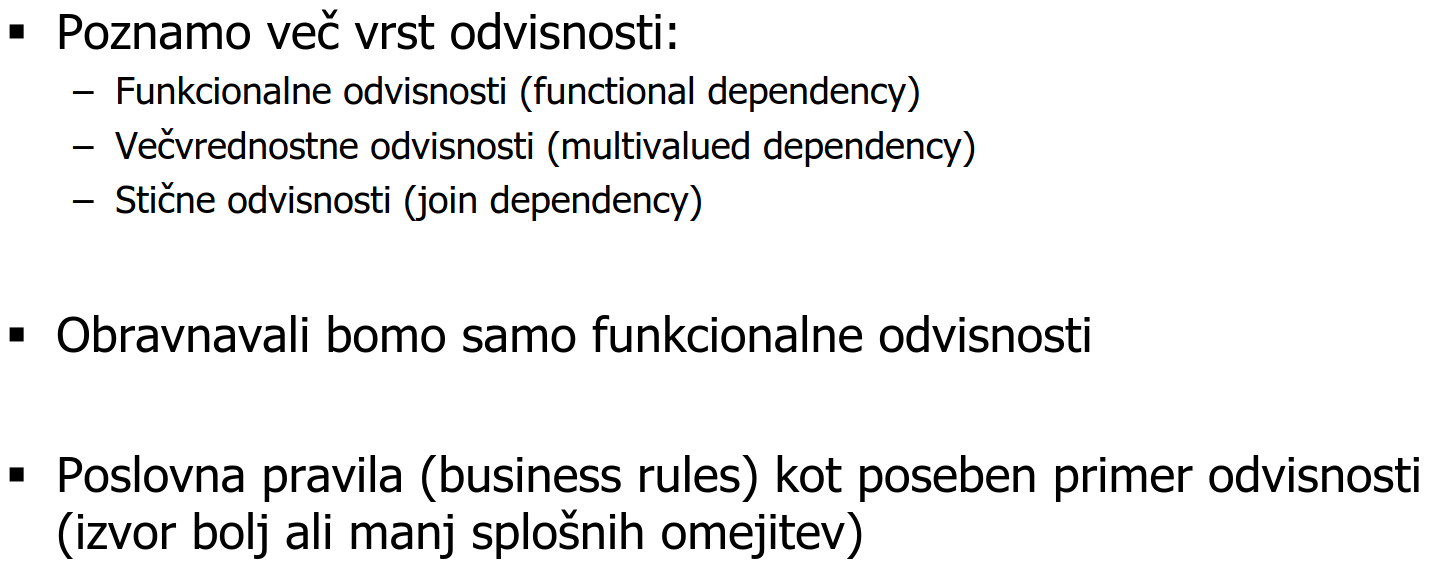 ▪ Poznamo več vrst odvisnosti:
– Funkcionalne odvisnosti (functional dependency)
– Večvrednostne odvisnosti (multivalued dependency)
– Stične odvisnosti (join dependency)
▪ Obravnavali bomo samo funkcionalne odvisnosti
▪ Poslovna pravila (business rules) kot poseben primer odvisnosti
(izvor bolj ali manj splošnih omejitev)